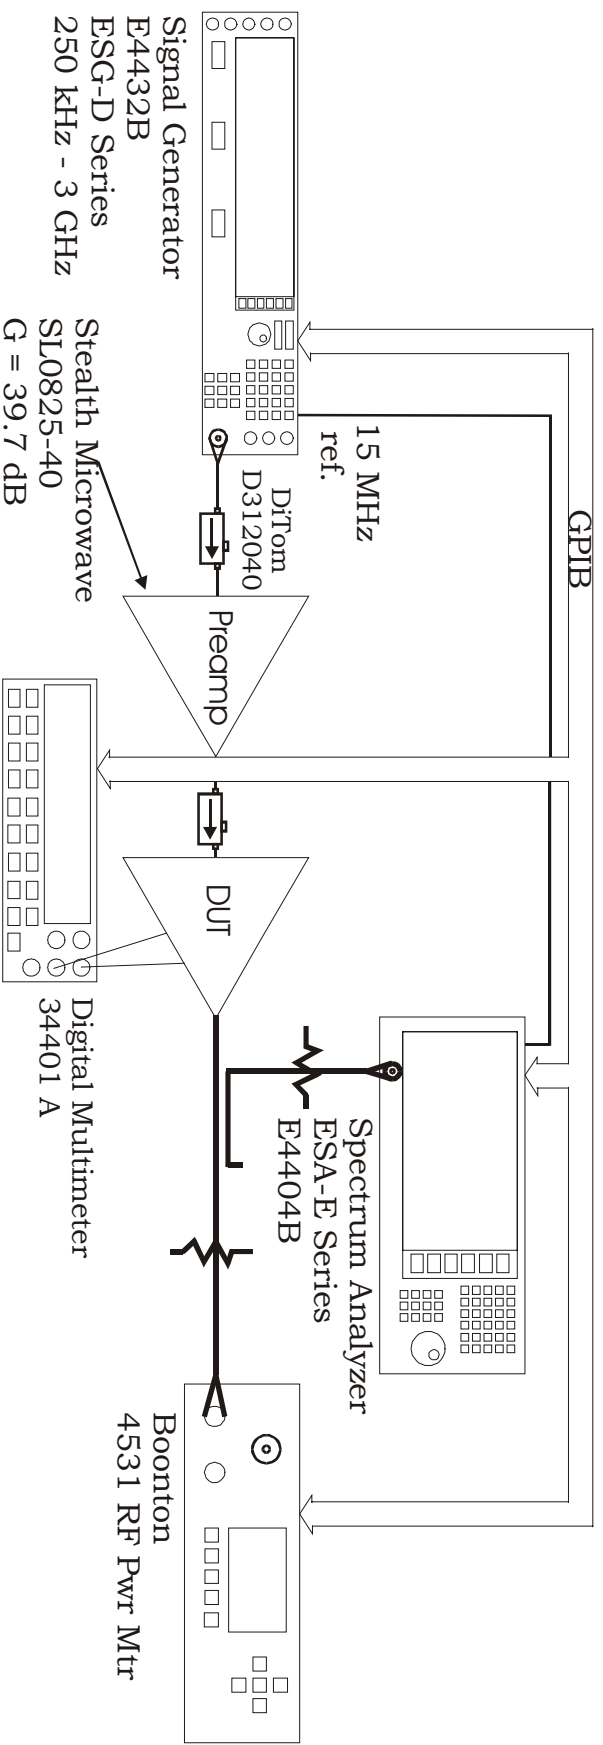 GPIB
15 MHz
ref.
Signal Generator
E4432B
ESG-D Series
250 kHz - 3 GHz
DiTom
D312040
Preamp
Stealth Microwave
SL0825-40
G = 39.7 dB
DUT
Digital Multimeter
34401 A
Spectrum Analyzer
ESA-E Series
E4404B
Boonton
4531 RF Pwr Mtr